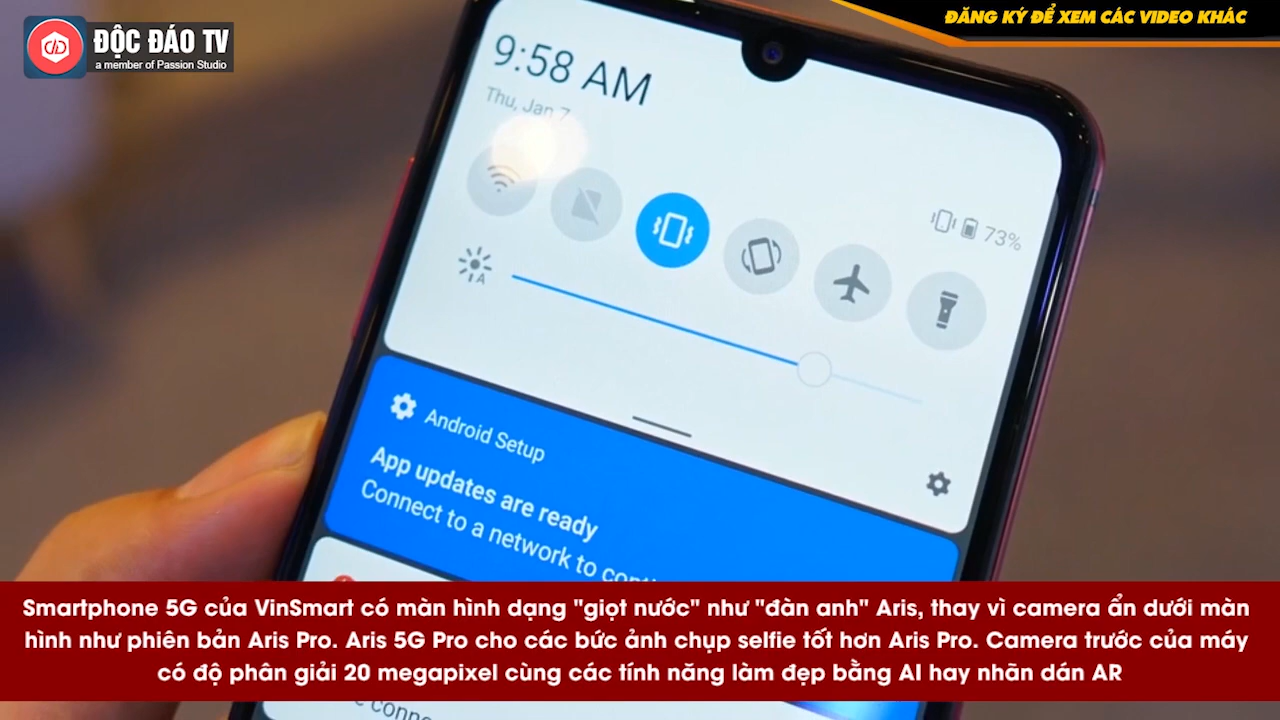 ĐĂNG KÝ ĐỂ XEM CÁC VIDEO KHÁC
ĐỘC ĐÁO TV
a member of Passion Studio
9:58 AM
Thu, Jan 7
73%
A
Android Setup
App updates are ready
Connect to a network to
Smartphone 5G của VinSmart có màn hình dạng "giọt nước" như "đàn anh" Aris, thay vì camera ẩn dưới màn
hình như phiên bản Aris Pro. Aris 5G Pro cho các bức ảnh chụp selfie tốt hơn Aris Pro. Camera trước của máy
có độ phân giải 20 megapixel cùng các tính năng làm đẹp bằng AI hay nhãn dán AR